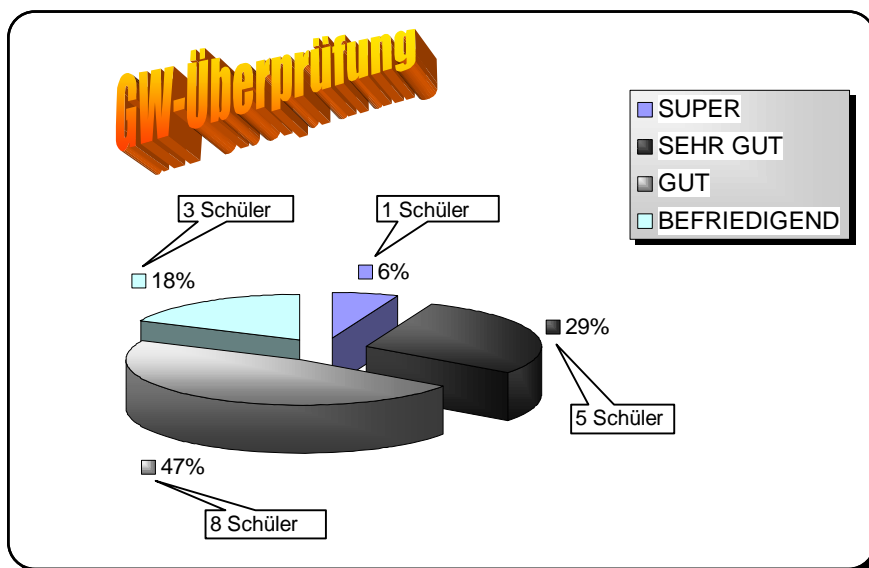 GW-Überprüfung
SUPER
SEHR GUT
GUT
BEFRIEDIGEND
3 Schüler
1 Schüler
6%
18%
29%
5 Schüler
47%
8 Schüler